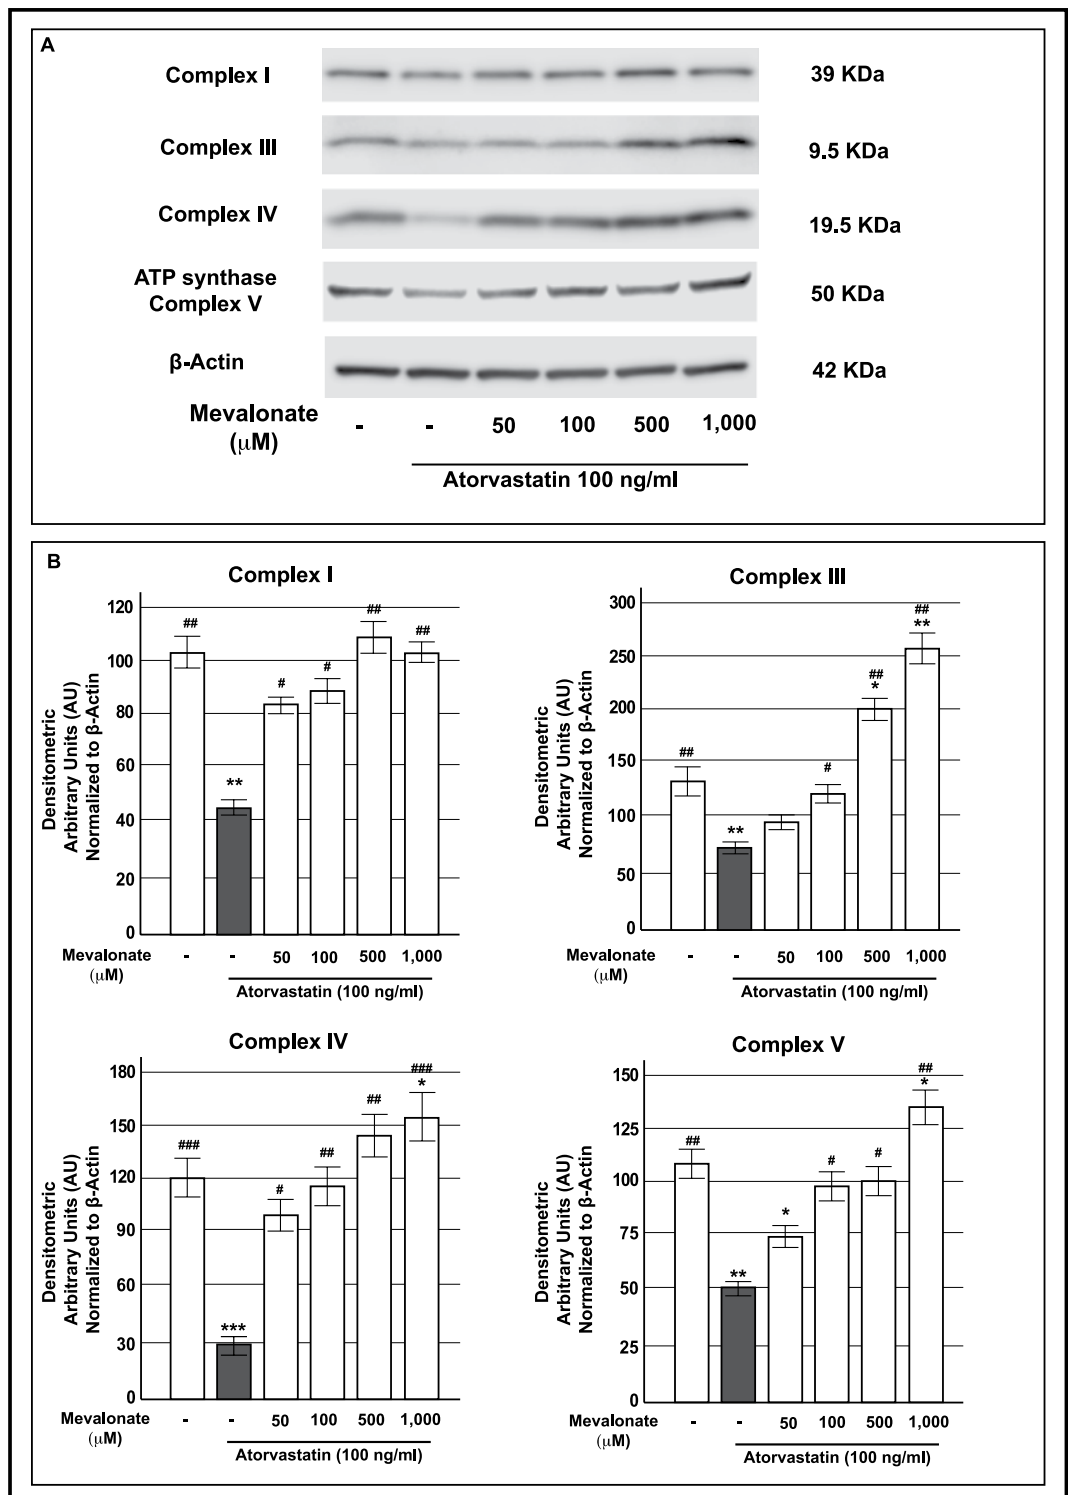 A
Complex I
39 KDa
Complex III
9.5 KDa
Complex IV
19.5 KDa
ATP synthase
Complex V
50 KDa
β-Actin
42 KDa
Mevalonate
(μM)
- - 50 100 500 1,000
Atorvastatin 100 ng/ml
B
Complex I
Densitometric
Arbitrary Units (AU)
Normalized to β-Actin
120
100
80
60
40
20
0
## ** # # ## ##
Mevalonate
(μM)
- - 50 100 500 1,000
Atorvastatin (100 ng/ml)
Complex III
Densitometric
Arbitrary Units (AU)
Normalized to β-Actin
300
250
200
150
100
50
0
## ** # ## * ## **
Mevalonate
(μM)
- - 50 100 500 1,000
Atorvastatin (100 ng/ml)
Complex IV
Densitometric
Arbitrary Units (AU)
Normalized to β-Actin
180
150
120
90
60
30
0
### *** # ## ## ### *
Mevalonate
(μM)
- - 50 100 500 1,000
Atorvastatin (100 ng/ml)
Complex V
Densitometric
Arbitrary Units (AU)
Normalized to β-Actin
150
125
100
75
50
25
0
## ** * # # ## *
Mevalonate
(μM)
- - 50 100 500 1,000
Atorvastatin (100 ng/ml)